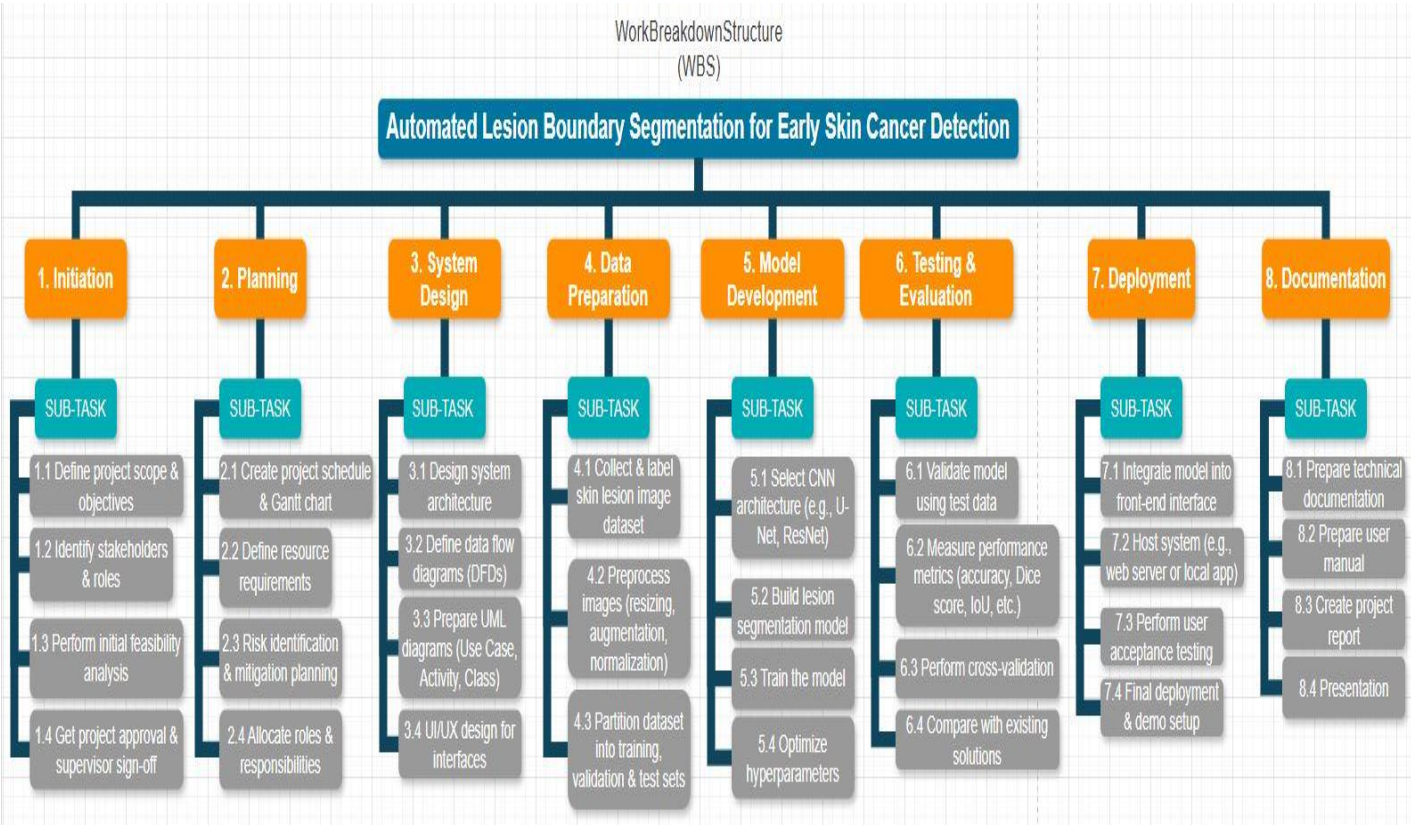 WorkBreakdownStructure
(WBS)
Automated Lesion Boundary Segmentation for Early Skin Cancer Detection
1. Initiation
SUB-TASK
1.1 Define project scope &
objectives
1.2 Identify stakeholders
& roles
1.3 Perform initial feasibility
analysis
1.4 Get project approval &
supervisor sign-off
2. Planning
SUB-TASK
2.1 Create project schedule
& Gantt chart
2.2 Define resource
requirements
2.3 Risk identification
& mitigation planning
2.4 Allocate roles &
responsibilities
3. System
Design
SUB-TASK
3.1 Design system
architecture
3.2 Define data flow
diagrams (DFDs)
3.3 Prepare UML
diagrams (Use Case,
Activity, Class)
3.4 UI/UX design for
interfaces
4. Data
Preparation
SUB-TASK
4.1 Collect & label
skin lesion image
dataset
4.2 Preprocess
images (resizing,
augmentation,
normalization)
4.3 Partition dataset
into training,
validation & test sets
5. Model
Development
SUB-TASK
5.1 Select CNN
architecture (e.g., U-
Net, ResNet)
5.2 Build lesion
segmentation model
5.3 Train the model
5.4 Optimize
hyperparameters
6. Testing &
Evaluation
SUB-TASK
6.1 Validate model
using test data
6.2 Measure performance
metrics (accuracy, Dice
score, IoU, etc.)
6.3 Perform cross-validation
6.4 Compare with existing
solutions
7. Deployment
SUB-TASK
7.1 Integrate model into
front-end interface
7.2 Host system (e.g.,
web server or local app)
7.3 Perform user
acceptance testing
7.4 Final deployment
& demo setup
8. Documentation
SUB-TASK
8.1 Prepare technical
documentation
8.2 Prepare user
manual
8.3 Create project
report
8.4 Presentation